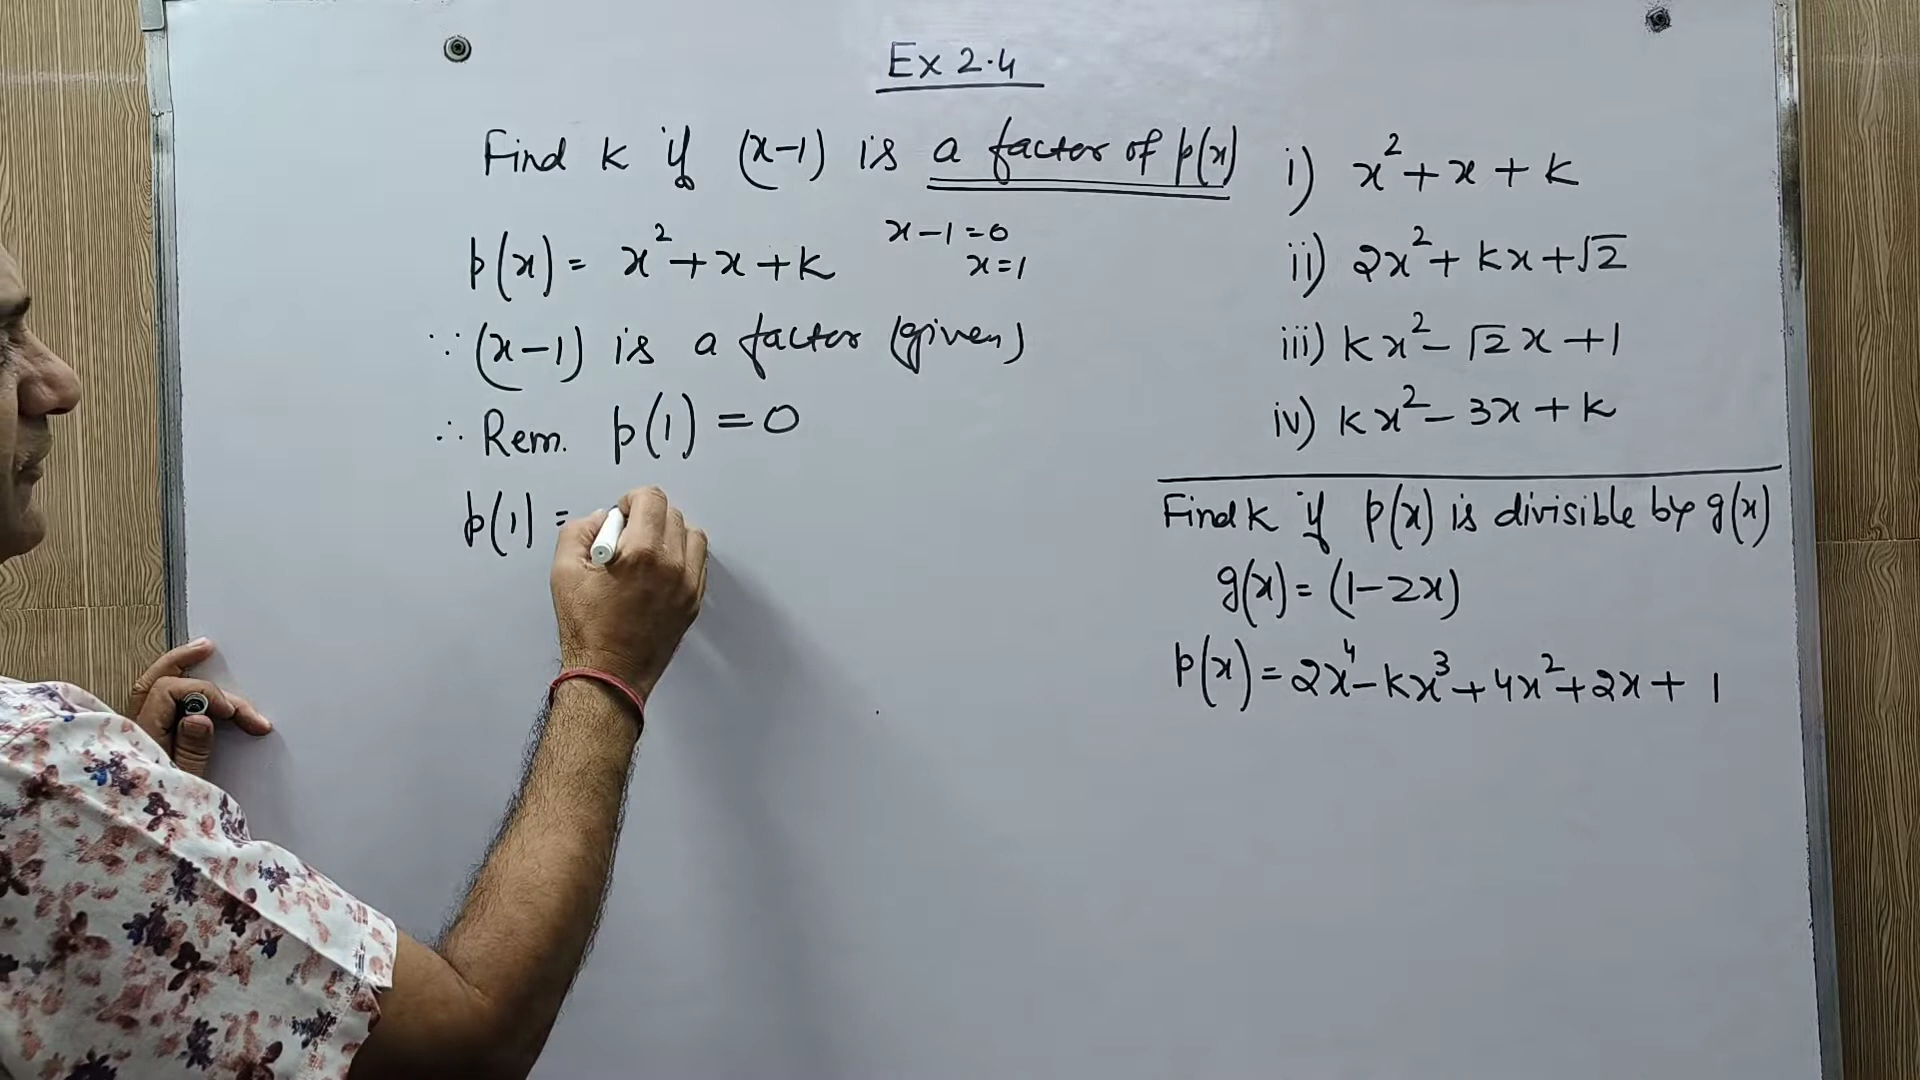 Ex 2.4
Find k if (x-1) is a factor of p(x)
p(x) = x² + x + k
x-1 = 0
x = 1
∵ (x-1) is a factor (given)
∴ Rem. p(1) = 0
p(1) =
i) x² + x + k
ii) 2x² + kx + √2
iii) kx² - √2 x + 1
iv) kx² - 3x + k
Find k if p(x) is divisible by g(x)
g(x) = (1-2x)
p(x) = 2x⁴ - kx³ + 4x² + 2x + 1